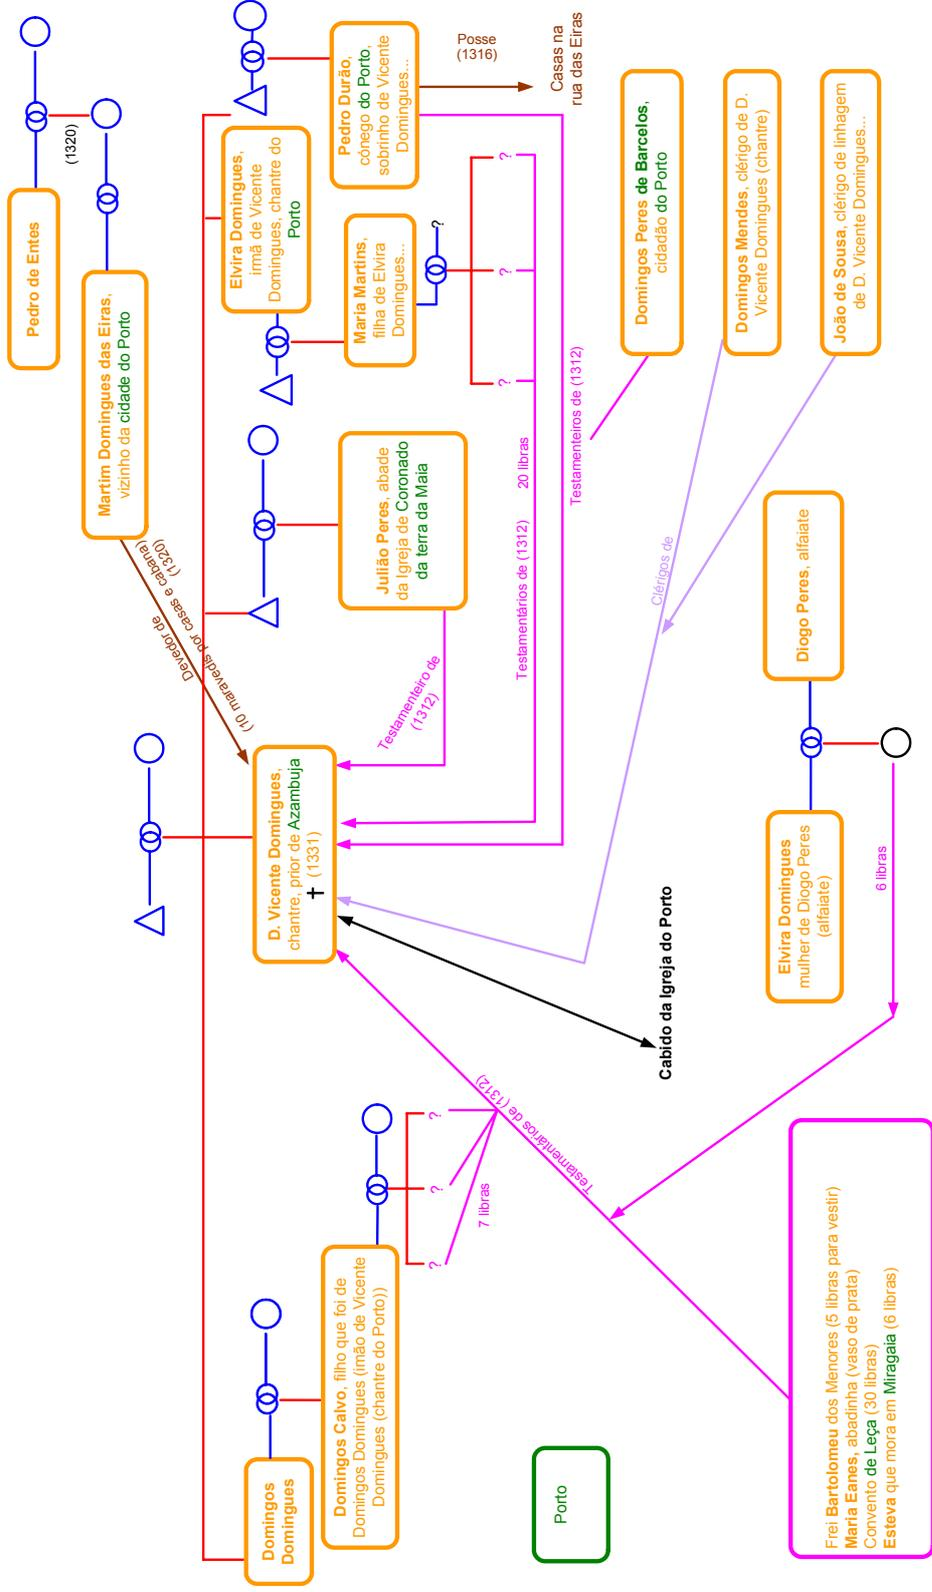 Pedro de Entes
(1320)
Martim Domingues das Eiras,
vizinho da cidade do Porto
Devedor de
(10 maravedis por casas e cabana)
(1320)
Domingos
Domingues
Domingos Calvo, filho que foi de
Domingos Domingues (imão de Vicente
Domingues (chantre do Porto))
?
?
?
7 libras
D. Vicente Domingues,
chantre, prior de Azambuja
(1331)
Julião Peres, abade
da Igreja de Coronado
da terra da Maia
Testamenteiro de
(1312)
Elvira Domingues,
irmã de Vicente
Domingues, chantre do
Porto
Maria Martins,
filha de Elvira
Domingues...
?
?
?
?
Pedro Durão,
cónego do Porto,
sobrinho de Vicente
Domingues...
Posse
(1316)
Casas na
rua das Eiras
Testamentários de (1312)
20 libras
Testamenteiros de (1312)
Domingos Peres de Barcelos,
cidadão do Porto
Domingos Mendes, clérigo de D.
Vicente Domingues (chantre)
João de Sousa, clérigo de linhagem
de D. Vicente Domingues...
Clérigos de
Cabido da Igreja do Porto
Testamentários de (1312)
Elvira Domingues
mulher de Diogo Peres
(alfaiate)
Diogo Peres, alfaiate
6 libras
Porto
Frei Bartolomeu dos Menores (5 libras para vestir)
Maria Eanes, abadinha (vaso de prata)
Convento de Leça (30 libras)
Esteva que mora em Miragaia (6 libras)